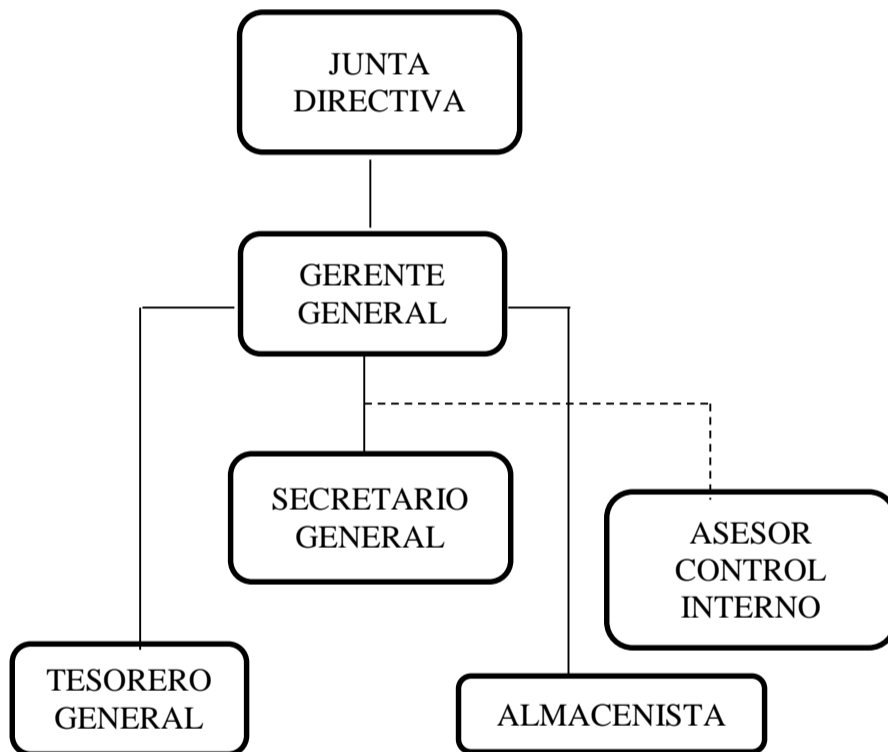 JUNTA
DIRECTIVA
GERENTE
GENERAL
SECRETARIO
GENERAL
ASESOR
CONTROL
INTERNO
TESORERO
GENERAL
ALMACENISTA